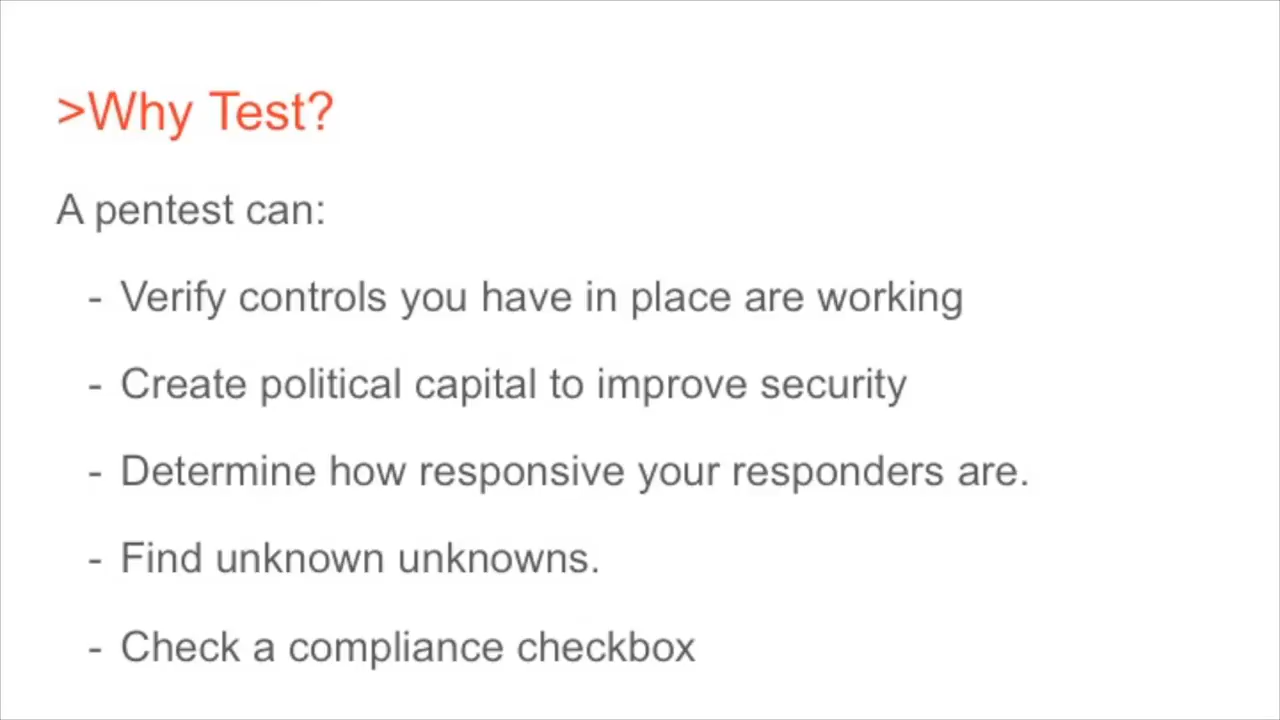 >Why Test?
A pentest can:
- Verify controls you have in place are working
- Create political capital to improve security
- Determine how responsive your responders are.
- Find unknown unknowns.
- Check a compliance checkbox